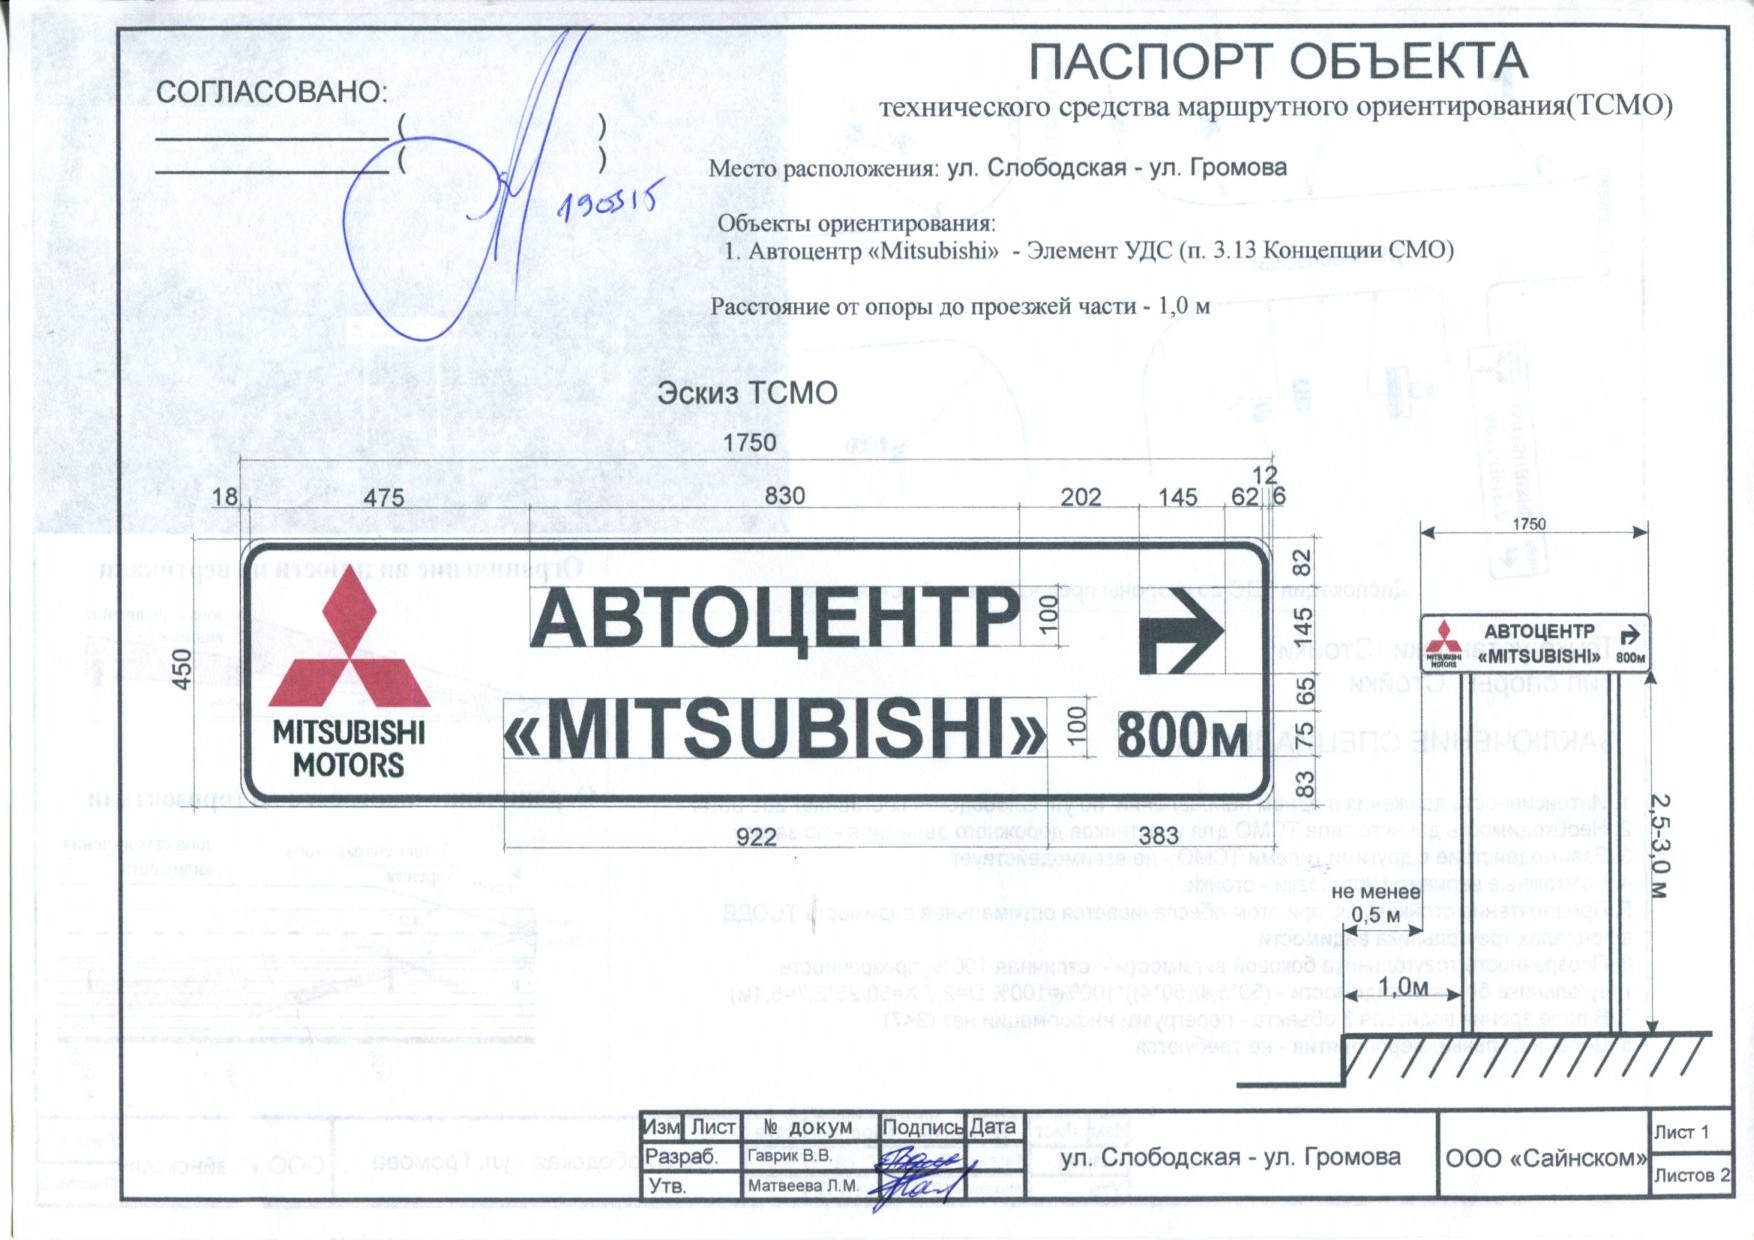 СОГЛАСОВАНО:
( )
( )
190315
ПАСПОРТ ОБЪЕКТА
технического средства маршрутного ориентирования(ТСМО)
Место расположения: ул. Слободская - ул. Громова
Объекты ориентирования:
1. Автоцентр «Mitsubishi» - Элемент УДС (п. 3.13 Концепции СМО)
Расстояние от опоры до проезжей части - 1,0 м
Эскиз ТСМО
1750
18 475 830 202 145 62 12 6
450
АВТОЦЕНТР
«MITSUBISHI»
MITSUBISHI
MOTORS
800м
100
100
82
145
65
75
83
922
383
1750
АВТОЦЕНТР
«MITSUBISHI»
MITSUBISHI
MOTORS
800м
2,5-3,0 м
не менее
0,5 м
1,0м
Изм Лист № докум Подпись Дата
Разраб. Гаврик В.В.
Утв. Матвеева Л.М.
ул. Слободская - ул. Громова
ООО «Сайнском»
Лист 1
Листов 2